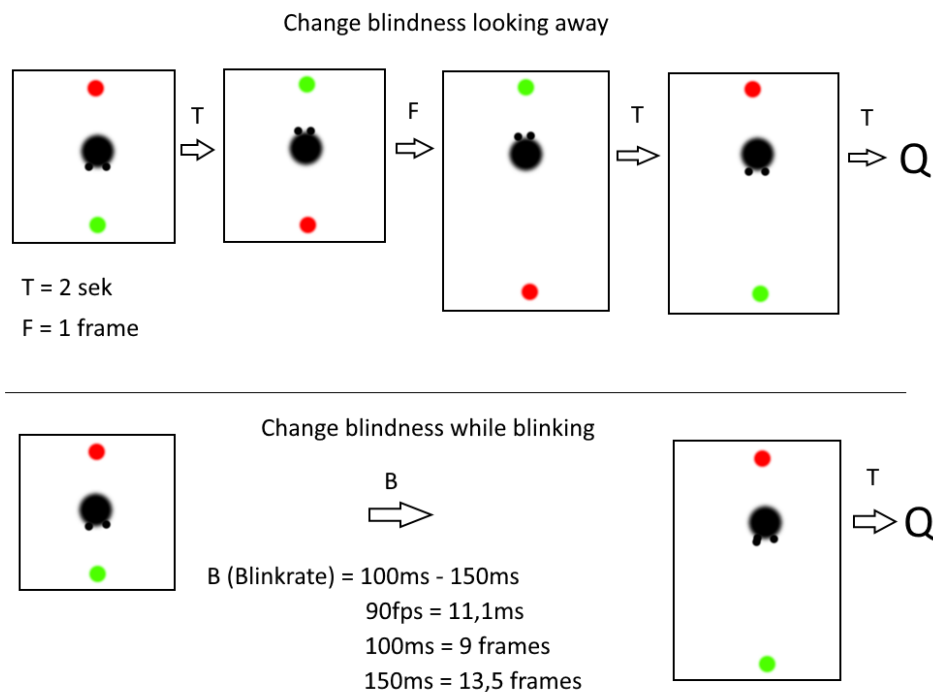 Change blindness looking away
T
F
T
T
Q
T = 2 sek
F = 1 frame
Change blindness while blinking
B
T
Q
B (Blinkrate) = 100ms - 150ms
90fps = 11,1ms
100ms = 9 frames
150ms = 13,5 frames